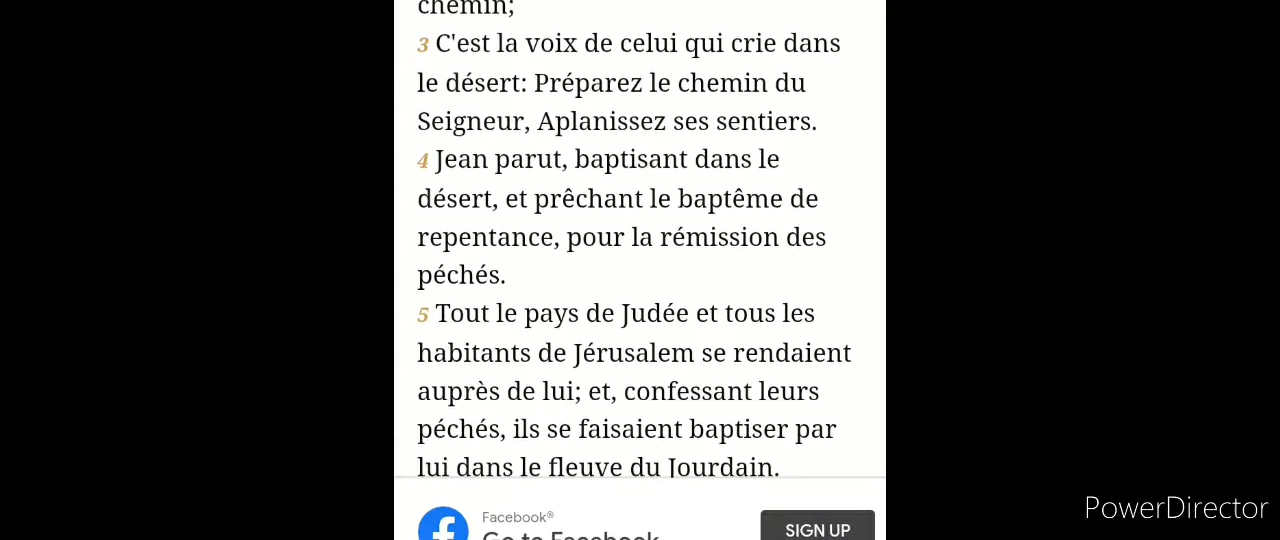 chemin;
3 C'est la voix de celui qui crie dans
le désert: Préparez le chemin du
Seigneur, Aplanissez ses sentiers.
4 Jean parut, baptisant dans le
désert, et prêchant le baptême de
repentance, pour la rémission des
péchés.
5 Tout le pays de Judée et tous les
habitants de Jérusalem se rendaient
auprès de lui; et, confessant leurs
péchés, ils se faisaient baptiser par
lui dans le fleuve du Jourdain.
Facebook®
Go to Facebook
SIGN UP
PowerDirector